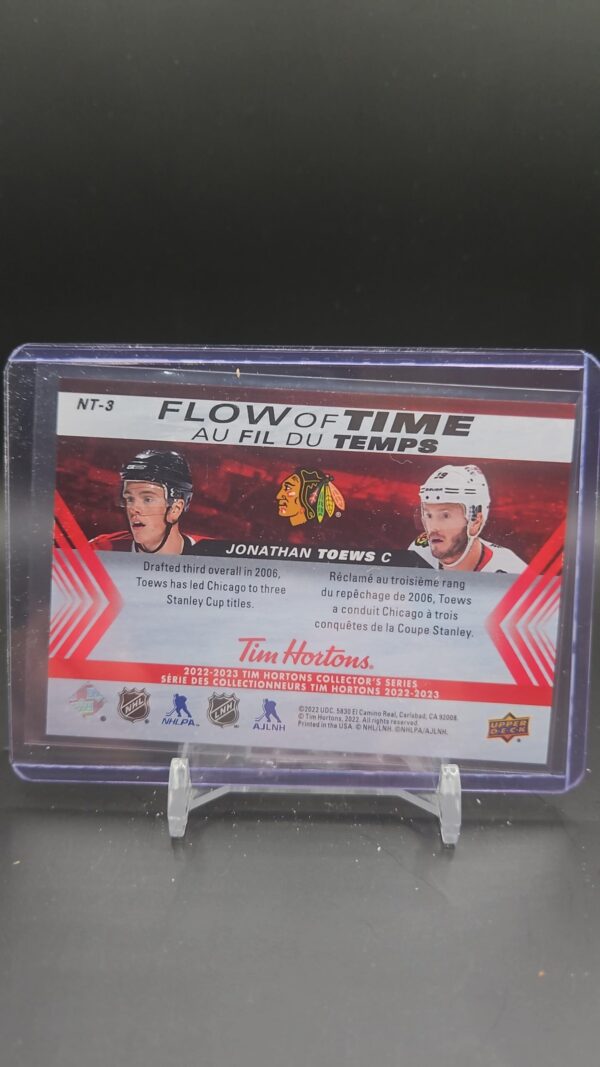 NT-3
FLOW OF TIME
AU FIL DU TEMPS
19
JONATHAN TOEWS C
Drafted third overall in 2006,
Toews has led Chicago to three
Stanley Cup titles.
Réclamé au troisième rang
du repêchage de 2006, Toews
a conduit Chicago à trois
conquêtes de la Coupe Stanley.
Tim Hortons®
2022-2023 TIM HORTONS COLLECTOR'S SERIES
SÉRIE DES COLLECTIONNEURS TIM HORTONS 2022-2023
NHL
NHLPA
LNH
AJLNH
©2022 UDC. 5830 El Camino Real, Carlsbad, CA 92008.
© Tim Hortons, 2022. All rights reserved.
Printed in the USA. © NHL/LNH. ©NHLPA/AJLNH.
UPPER
DECK